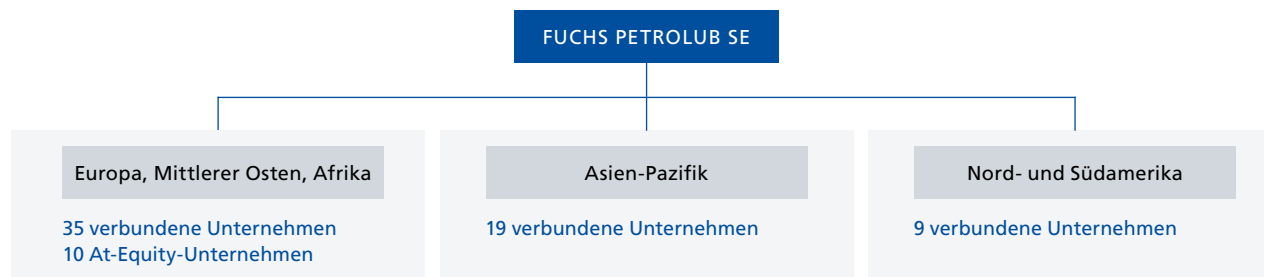 FUCHS PETROLUB SE
Europa, Mittlerer Osten, Afrika
35 verbundene Unternehmen
10 At-Equity-Unternehmen
Asien-Pazifik
19 verbundene Unternehmen
Nord- und Südamerika
9 verbundene Unternehmen